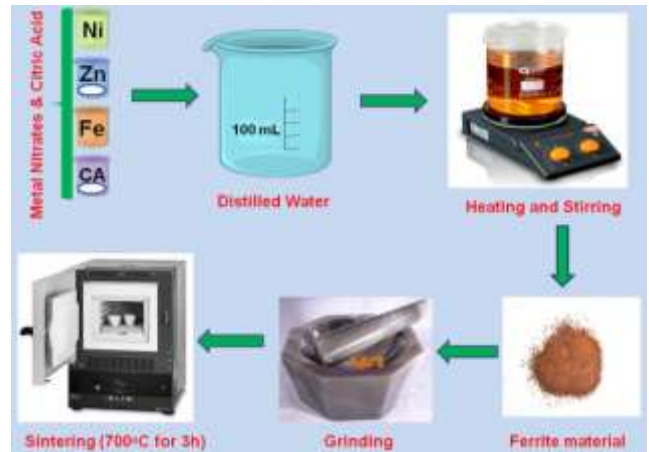 Metal Nitrates & Citric Acid
Ni
Zn
Fe
CA
100 mL
Distilled Water
Heating and Stirring
Sintering (700°C for 3h)
Grinding
Ferrite material